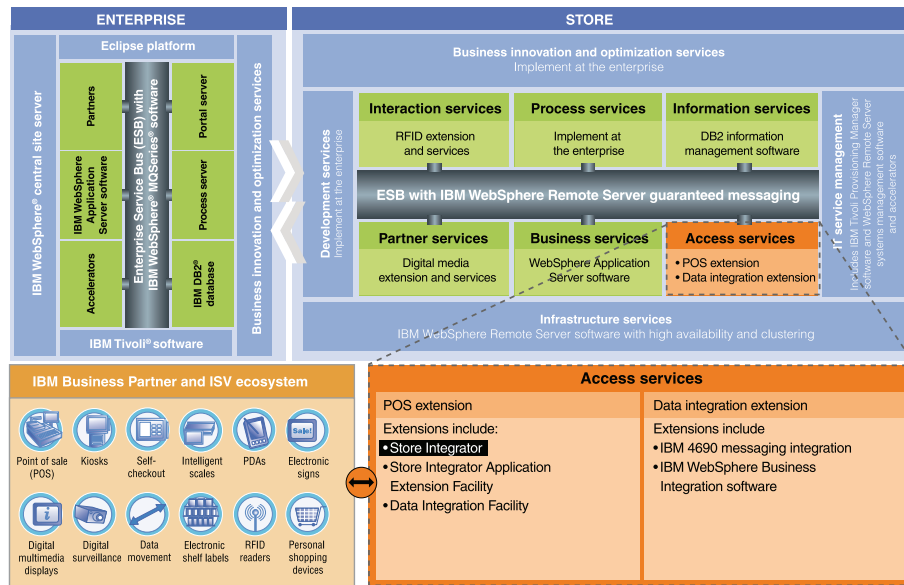 ENTERPRISE
Eclipse platform
IBM WebSphere® central site server
Partners
IBM WebSphere
Application
Server software
Accelerators
Enterprise Service Bus (ESB) with
IBM WebSphere® MQSeries® software
Portal server
Process server
IBM DB2®
database
Business innovation and optimization services
IBM Tivoli® software
STORE
Business innovation and optimization services
Implement at the enterprise
Development services
Implement at the enterprise
Interaction services
RFID extension
and services
Process services
Implement at
the enterprise
Information services
DB2 information
management software
ESB with IBM WebSphere Remote Server guaranteed messaging
Partner services
Digital media
extension and services
Business services
WebSphere Application
Server software
Access services
• POS extension
• Data integration extension
IT service management
Includes IBM Tivoli Provisioning Manager
software and WebSphere Remote Server
systems management software
and accelerators
Infrastructure services
IBM WebSphere Remote Server software with high availability and clustering
IBM Business Partner and ISV ecosystem
Point of sale
(POS)
Kiosks
Self-
checkout
Intelligent
scales
PDAs
Sale!
Electronic
signs
Digital
multimedia
displays
Digital
surveillance
Data
movement
Electronic
shelf labels
RFID
readers
Personal
shopping
devices
Access services
POS extension
Extensions include:
• Store Integrator
• Store Integrator Application
Extension Facility
• Data Integration Facility
Data integration extension
Extensions include
• IBM 4690 messaging integration
• IBM WebSphere Business
Integration software